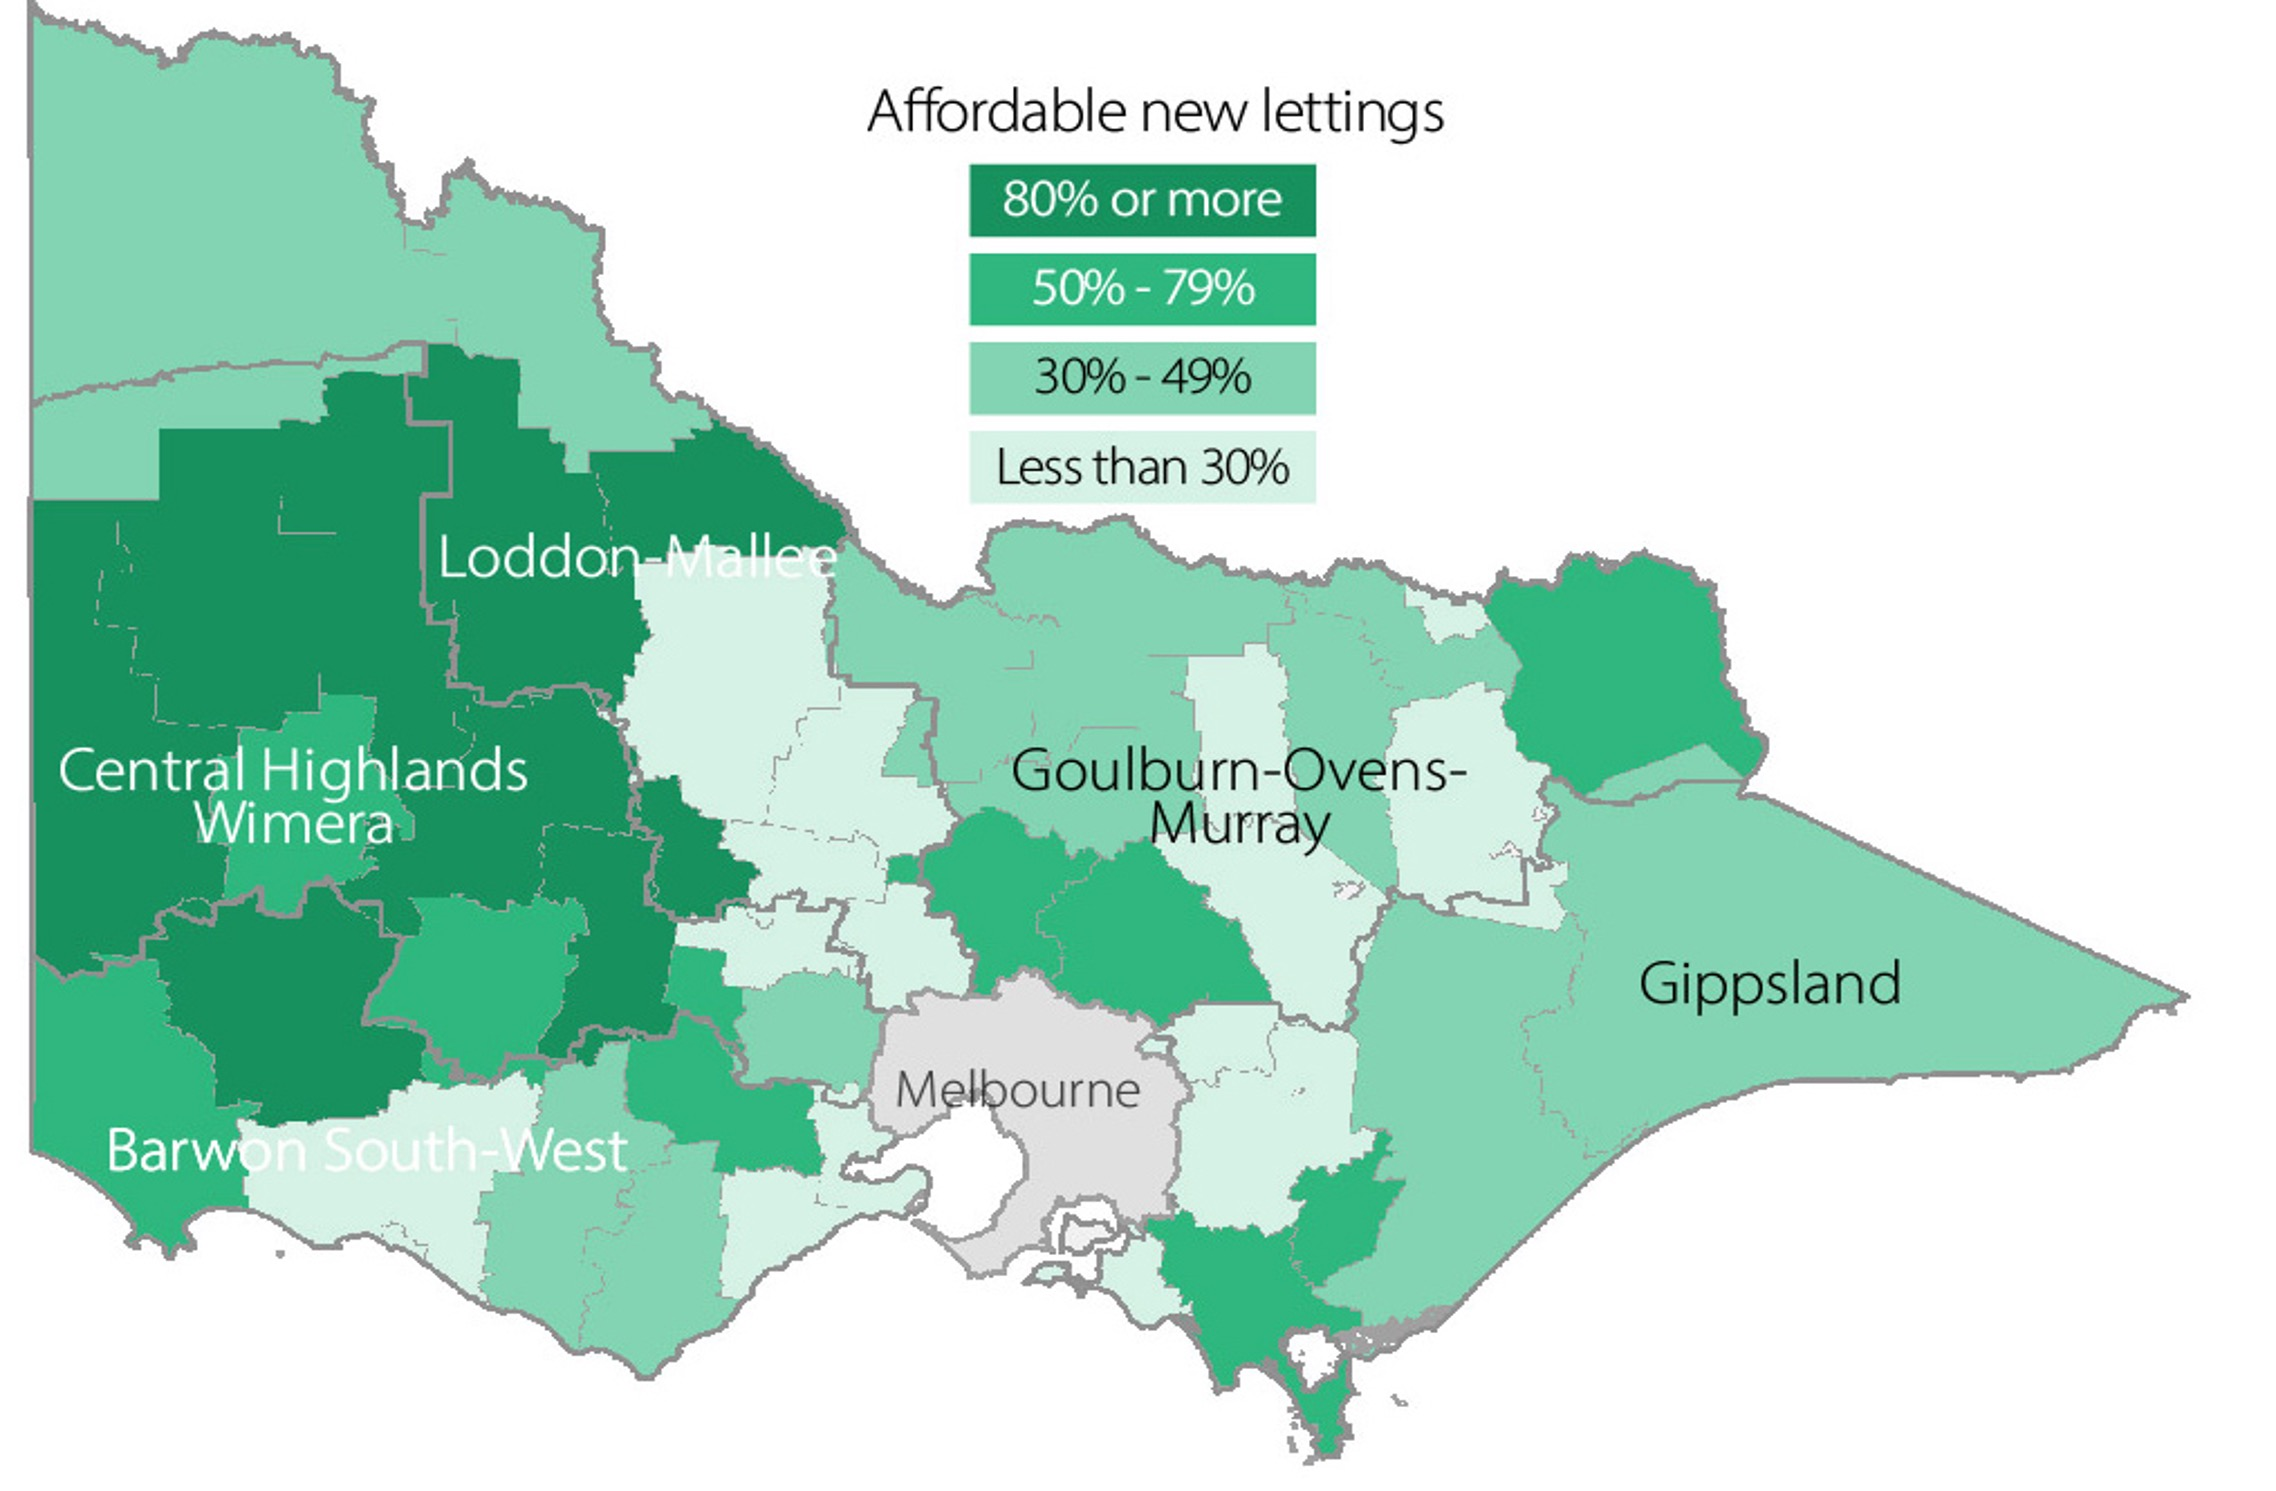 Affordable new lettings
80% or more
50% - 79%
30% - 49%
Less than 30%
Loddon-Mallee
Central Highlands
Wimera
Goulburn-Ovens-
Murray
Gippsland
Melbourne
Barwon South-West